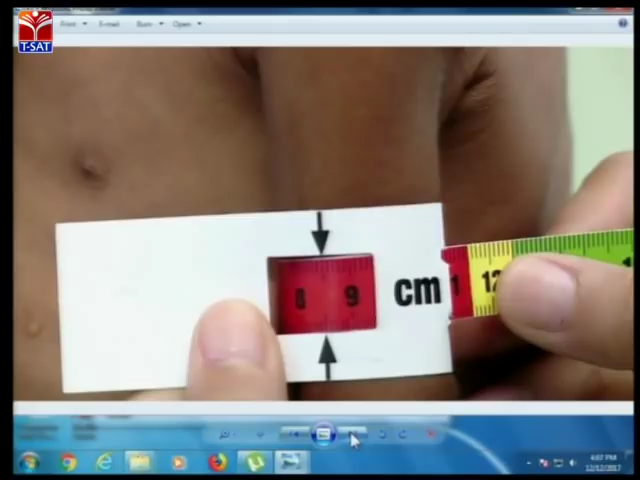 T-SAT
Print
E-mail
Burn
Open
8 9
cm
1 12
4:07 PM
12/12/2017